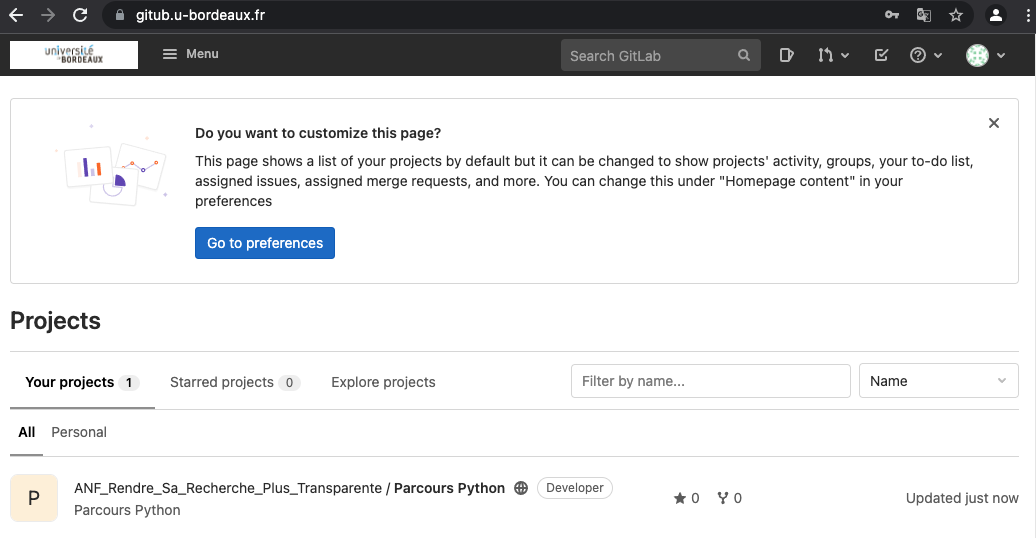 gitub.u-bordeaux.fr
université
de BORDEAUX
Menu
Search GitLab
Do you want to customize this page?
This page shows a list of your projects by default but it can be changed to show projects' activity, groups, your to-do list,
assigned issues, assigned merge requests, and more. You can change this under "Homepage content" in your
preferences
Go to preferences
Projects
Your projects 1
Starred projects 0
Explore projects
Filter by name...
Name
All
Personal
P
ANF_Rendre_Sa_Recherche_Plus_Transparente / Parcours Python
Developer
0
0
Updated just now
Parcours Python